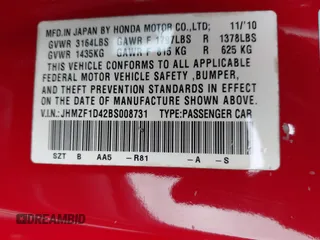 MFD. IN JAPAN BY HONDA MOTOR CO.,LTD; 11/'10
GVWR 3164LBS GAWR F LBS R 1378LBS
GVWR 1435KG GAWR F KG R 625 KG
THIS VEHICLE CONFORMS TO ALL APPLICABLE
FEDERAL MOTOR VEHICLE SAFETY ,BUMPER,
AND THEFT PREVENTION STANDARDS IN EFFECT
ON THE DATE OF MANUFACTURE SHOWN ABOVE.
V.I.N.: JHMZF1D42BS008731 TYPE:PASSENGER CAR
SZT B AA5 -R81 -A -S
DREAMBID